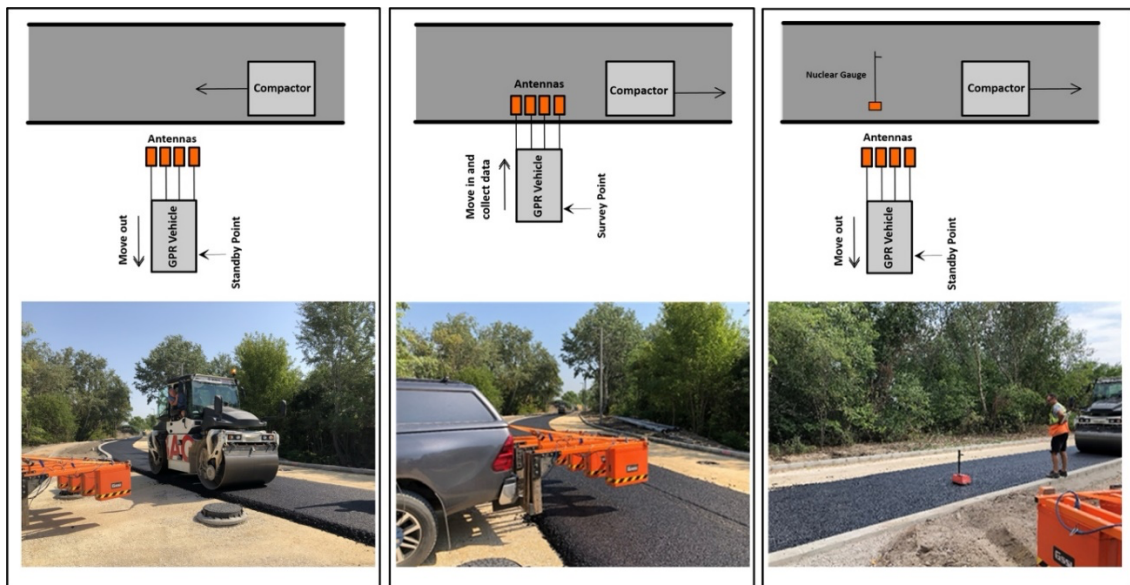 Compactor
Antennas
Move out
GPR Vehicle
Standby Point
Antennas
Compactor
Move in and
collect data
GPR Vehicle
Survey Point
Nuclear Gauge
Compactor
Antennas
Move out
GPR Vehicle
Standby Point